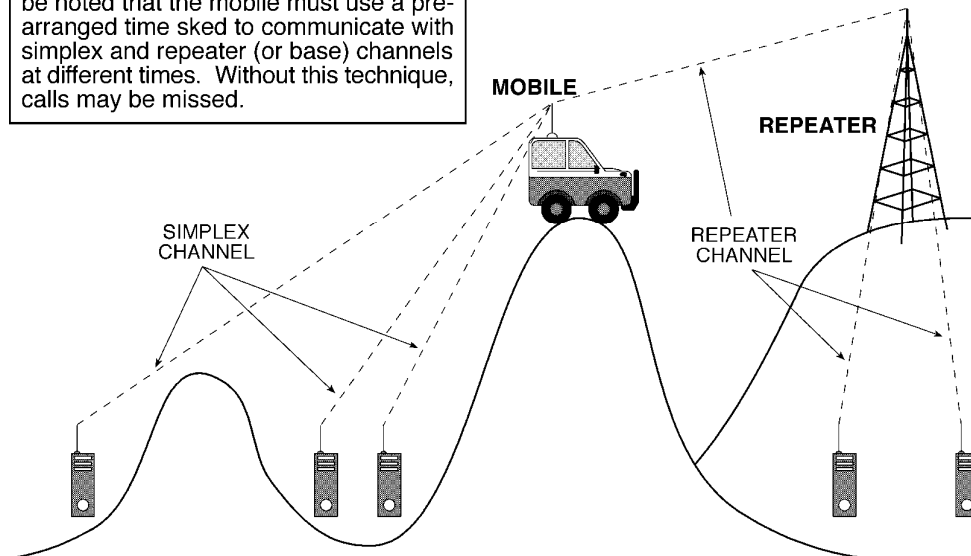 be noted that the mobile must use a pre-
arranged time sked to communicate with
simplex and repeater (or base) channels
at different times.  Without this technique,
calls may be missed.
MOBILE
REPEATER
SIMPLEX
CHANNEL
REPEATER
CHANNEL